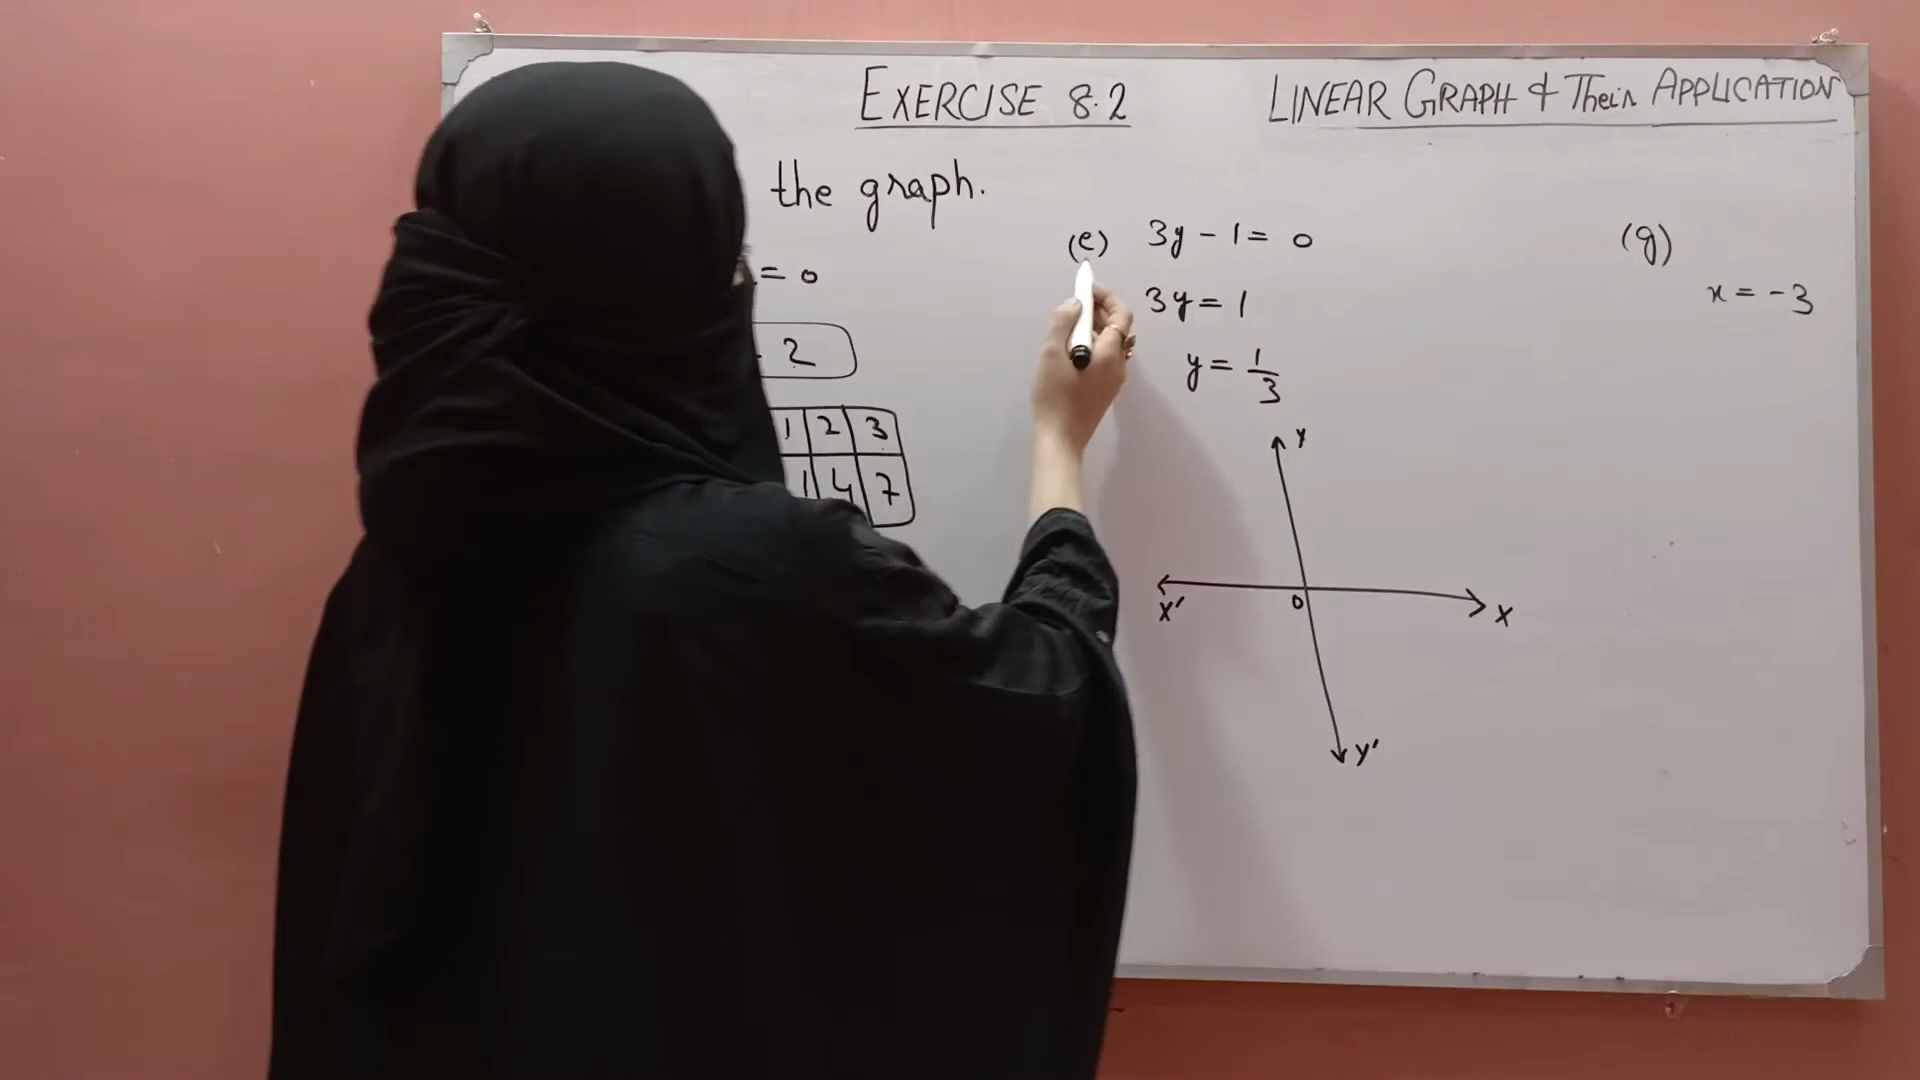 EXERCISE 8.2
LINEAR GRAPH & Their APPLICATION
the graph.
= 0
2
1 2 3
1 4 7
(e) 3y - 1 = 0
3y = 1
y = 1/3
Y
X'
0
X
Y'
(g)
x = -3